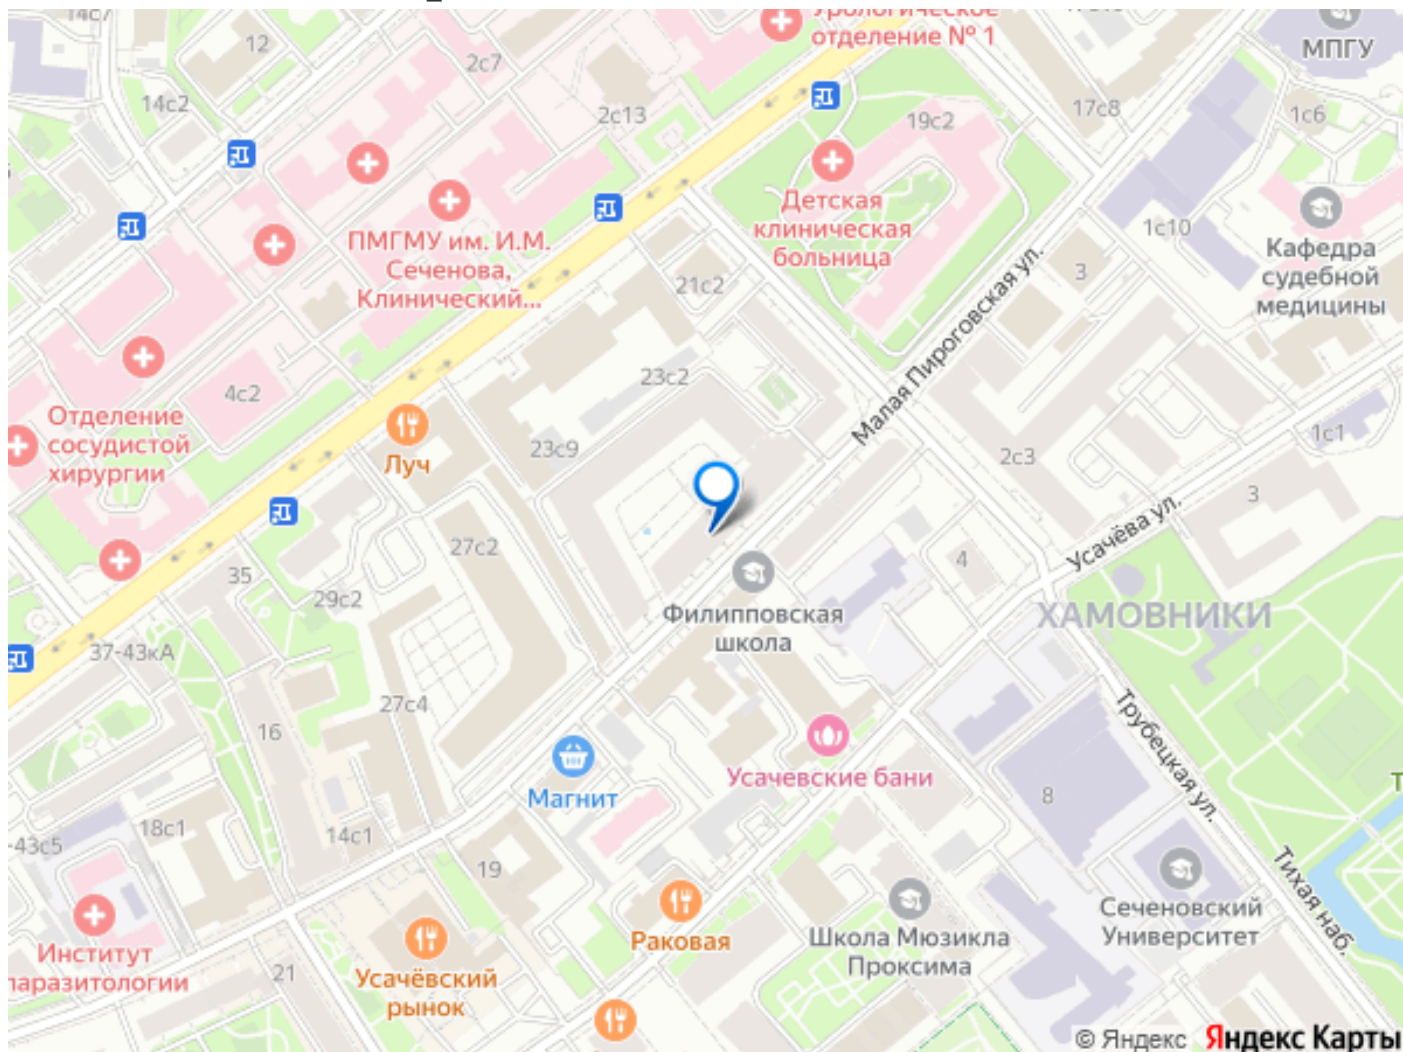 14с7
12
2с7
Урологическое
отделение № 1
МПГУ
14с2
2с13
17с8
1с6
19с2
Детская
клиническая
больница
ПМГМУ им. И.М.
Сеченова,
Клинический...
1с10
Кафедра
судебной
медицины
21с2
3
Малая Пироговская ул.
4с2
23с2
Отделение
сосудистой
хирургии
Луч
23с9
2с3
1с1
3
Усачёва ул.
27с2
4
35
29с2
Филипповская
школа
ХАМОВНИКИ
37-43кА
27с4
16
Трубецкая ул.
Усачевские бани
Магнит
8
Т
18с1
14с1
-43с5
19
Тихая наб.
Раковая
Школа Мюзикла
Проксима
Сеченовский
Университет
Институт
паразитологии
21
Усачёвский
рынок
© Яндекс Яндекс Карты